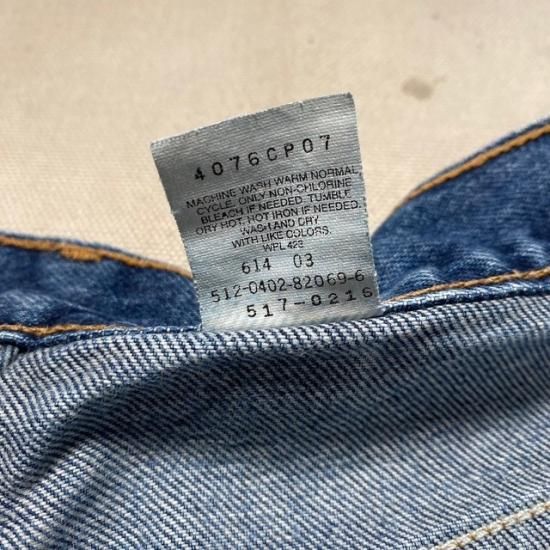 4076CP07
MACHINE WASH WARM NORMAL
CYCLE. ONLY NON-CHLORINE
BLEACH IF NEEDED. TUMBLE
DRY HOT. HOT IRON IF NEEDED.
WASH AND DRY
WITH LIKE COLORS.
WPL 423
614 03
512-0402-82069-6
517-0216